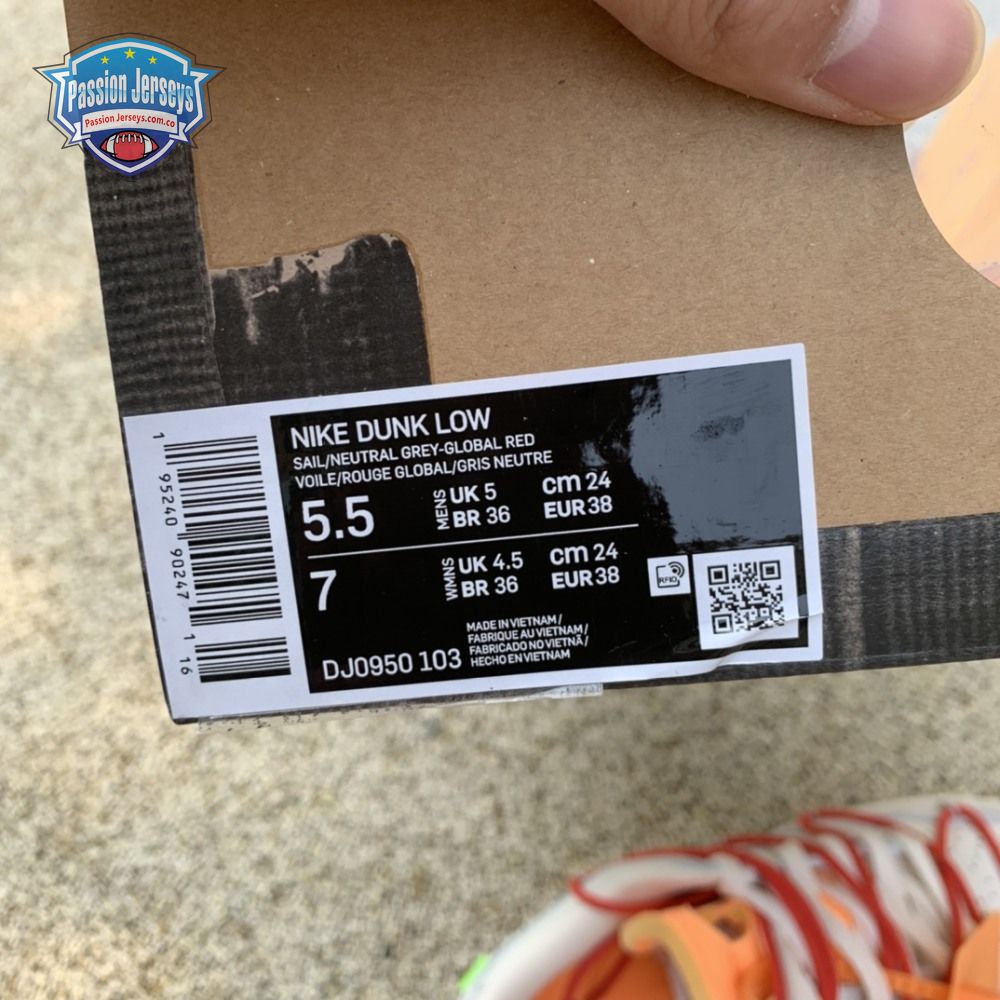 Passion Jerseys
Passion Jerseys.com.co
NIKE DUNK LOW
SAIL/NEUTRAL GREY-GLOBAL RED
VOILE/ROUGE GLOBAL/GRIS NEUTRE
5.5 MENS UK 5 cm 24
BR 36 EUR 38
7 WMNS UK 4.5 cm 24
BR 36 EUR 38
RFID
MADE IN VIETNAM/
FABRIQUE AU VIETNAM/
FABRICADO NO VIETNÃ/
HECHO EN VIETNAM
DJ0950 103
1 95240 90247 1 16